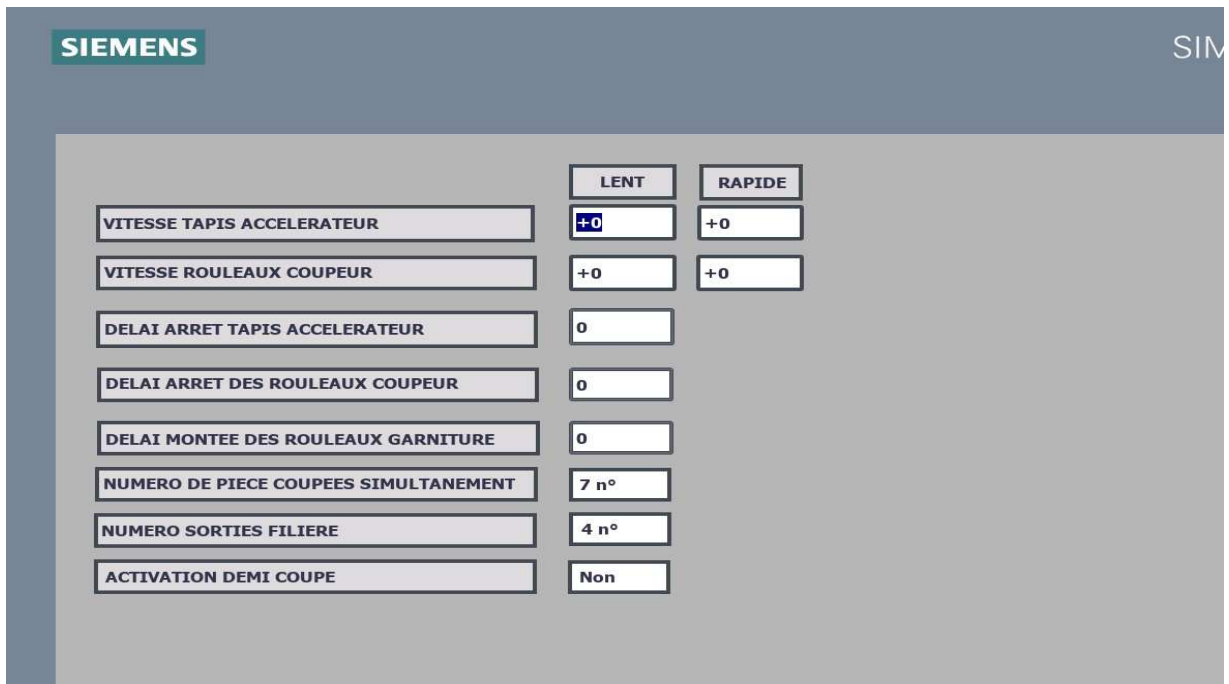 SIEMENS
SIM
LENT RAPIDE
VITESSE TAPIS ACCELERATEUR +0 +0
VITESSE ROULEAUX COUPEUR +0 +0
DELAI ARRET TAPIS ACCELERATEUR 0
DELAI ARRET DES ROULEAUX COUPEUR 0
DELAI MONTEE DES ROULEAUX GARNITURE 0
NUMERO DE PIECE COUPEES SIMULTANEMENT 7 n°
NUMERO SORTIES FILIERE 4 n°
ACTIVATION DEMI COUPE Non